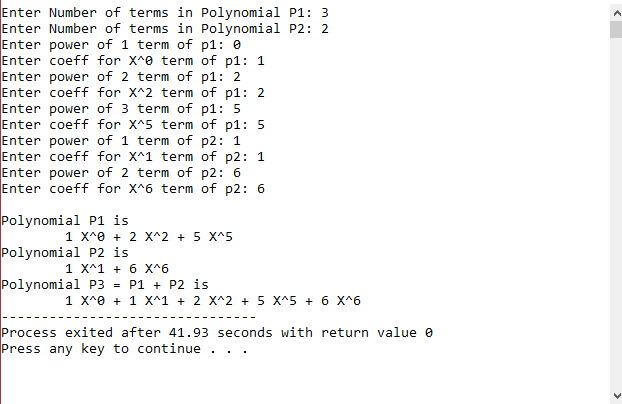 Enter Number of terms in Polynomial P1: 3
Enter Number of terms in Polynomial P2: 2
Enter power of 1 term of p1: 0
Enter coeff for X^0 term of p1: 1
Enter power of 2 term of p1: 2
Enter coeff for X^2 term of p1: 2
Enter power of 3 term of p1: 5
Enter coeff for X^5 term of p1: 5
Enter power of 1 term of p2: 1
Enter coeff for X^1 term of p2: 1
Enter power of 2 term of p2: 6
Enter coeff for X^6 term of p2: 6

Polynomial P1 is
        1 X^0 + 2 X^2 + 5 X^5
Polynomial P2 is
        1 X^1 + 6 X^6
Polynomial P3 = P1 + P2 is
        1 X^0 + 1 X^1 + 2 X^2 + 5 X^5 + 6 X^6
--------------------------------
Process exited after 41.93 seconds with return value 0
Press any key to continue . . .